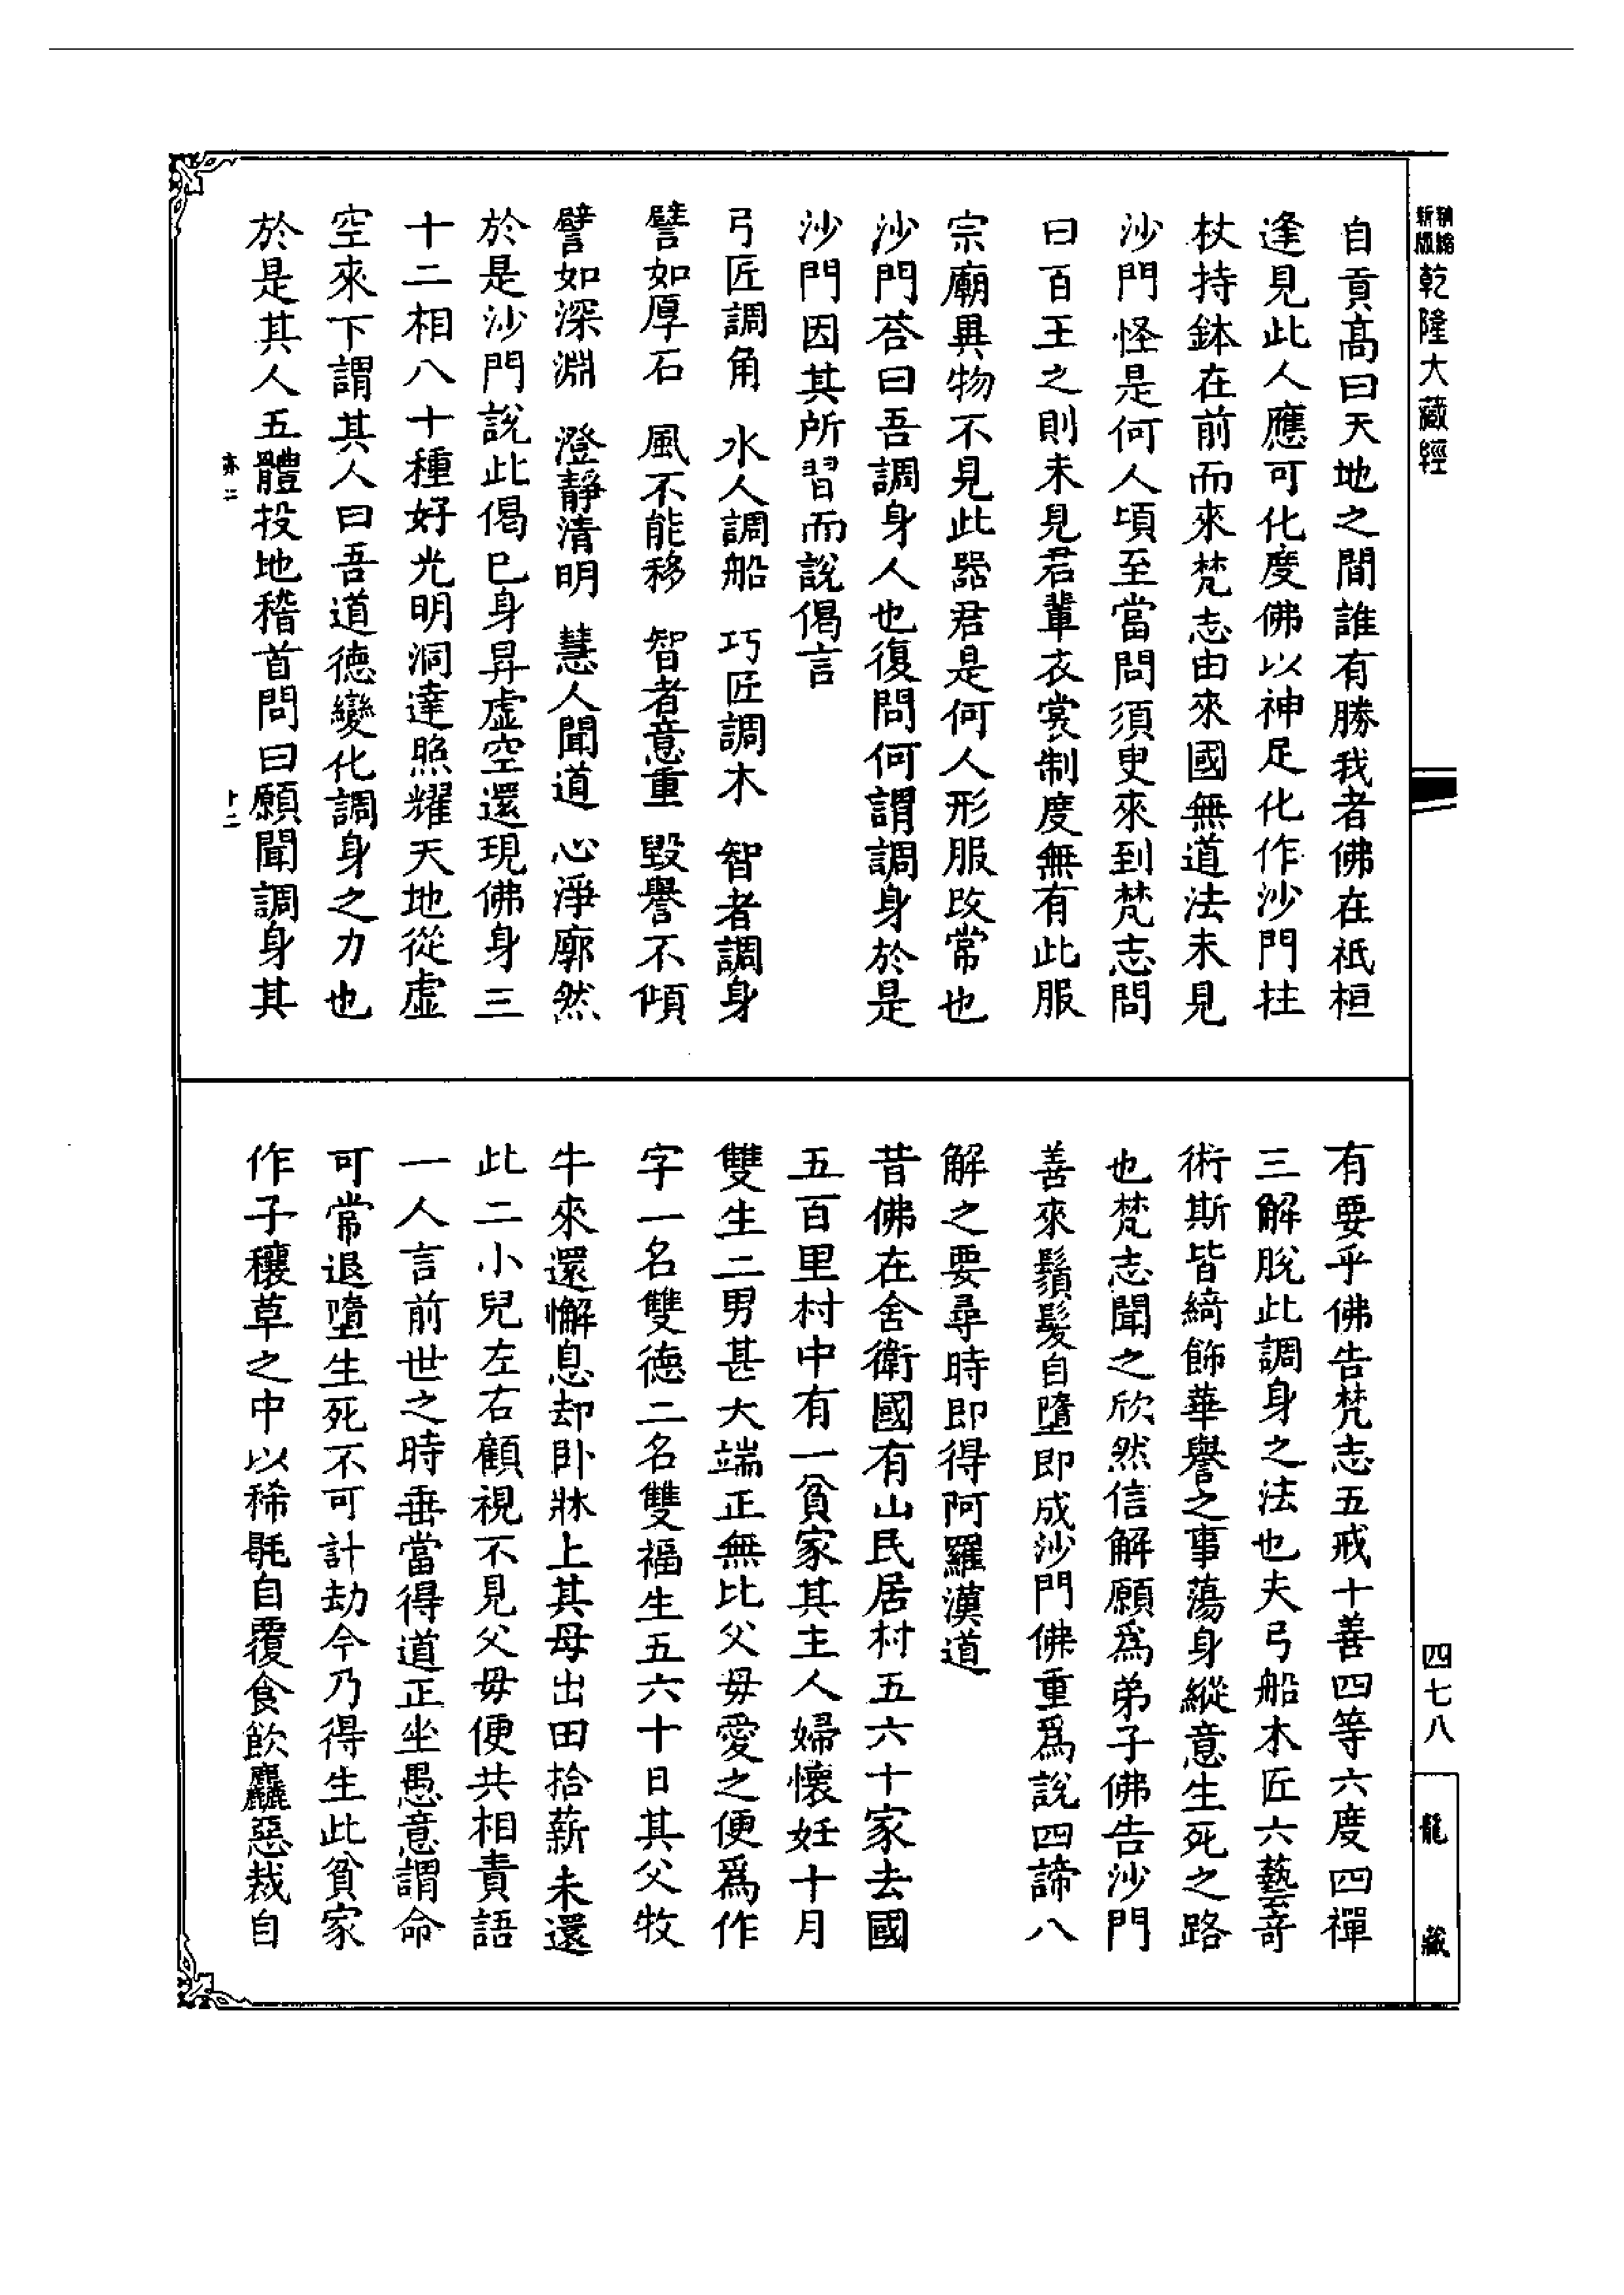 乾隆大藏經
自貢高曰天地之間誰有勝我者佛在祇桓
逢見此人應可化度佛以神足化作沙門拄
杖持鉢在前而來梵志由來國無道法未見
沙門怪是何人頃至當問須臾來到梵志問
曰百王之則未見君輩衣裳制度無有此服
宗廟異物不見此器君是何人形服改常也
沙門荅曰吾調身人也復問何謂調身於是
沙門因其所習而說偈言
弓匠調角　水人調船　巧匠調木　智者調身
譬如厚石　風不能移　智者意重　毀譽不傾
譬如深淵　澄靜清明　慧人聞道　心淨廓然
於是沙門說此偈已身昇虛空還現佛身三
十二相八十種好光明洞達照耀天地從虛
空來下謂其人曰吾道德變化調身之力也
於是其人五體投地稽首問曰願聞調身其
有要乎佛告梵志五戒十善四等六度四禪
三解脫此調身之法也夫弓船木匠六藝奇
術斯皆綺飾華譽之事蕩身縱意生死之路
也梵志聞之欣然信解願爲弟子佛告沙門
善來鬚髮自墮即成沙門佛重爲說四諦八
解之要尋時即得阿羅漢道
昔佛在舍衛國有山民居村五六十家去國
五百里村中有一貧家其主人婦懷妊十月
雙生二男甚大端正無比父母愛之便爲作
字一名雙德二名雙福生五六十日其父牧
牛來還懈息却卧牀上其母出田拾薪未還
此二小兒左右顧視不見父母便共相責語
一人言前世之時垂當得道正坐愚意謂命
可常退墮生死不可計劫今乃得生此貧家
作子穰草之中以稀毾自覆食飲麤惡裁自
四七八
龍藏